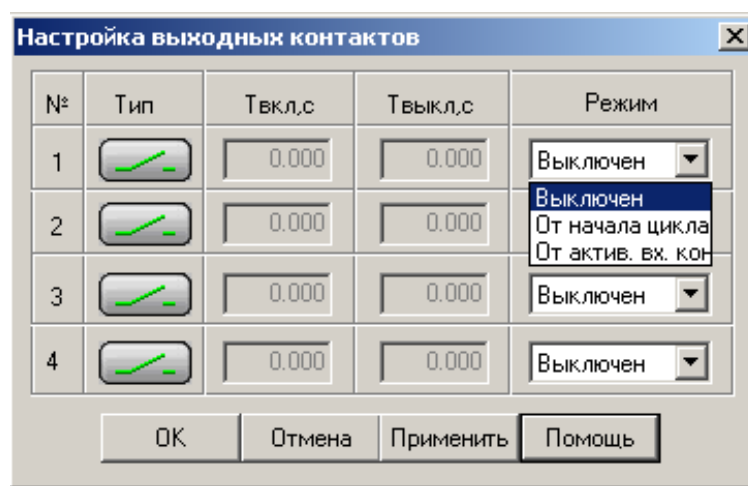 Настройка выходных контактов
№ Тип Твкл,с Твыкл,с Режим
1 0.000 0.000 Выключен
Выключен
2 0.000 0.000 От начала цикла
От актив. вх. кон
3 0.000 0.000 Выключен
4 0.000 0.000 Выключен
OK Отмена Применить Помощь